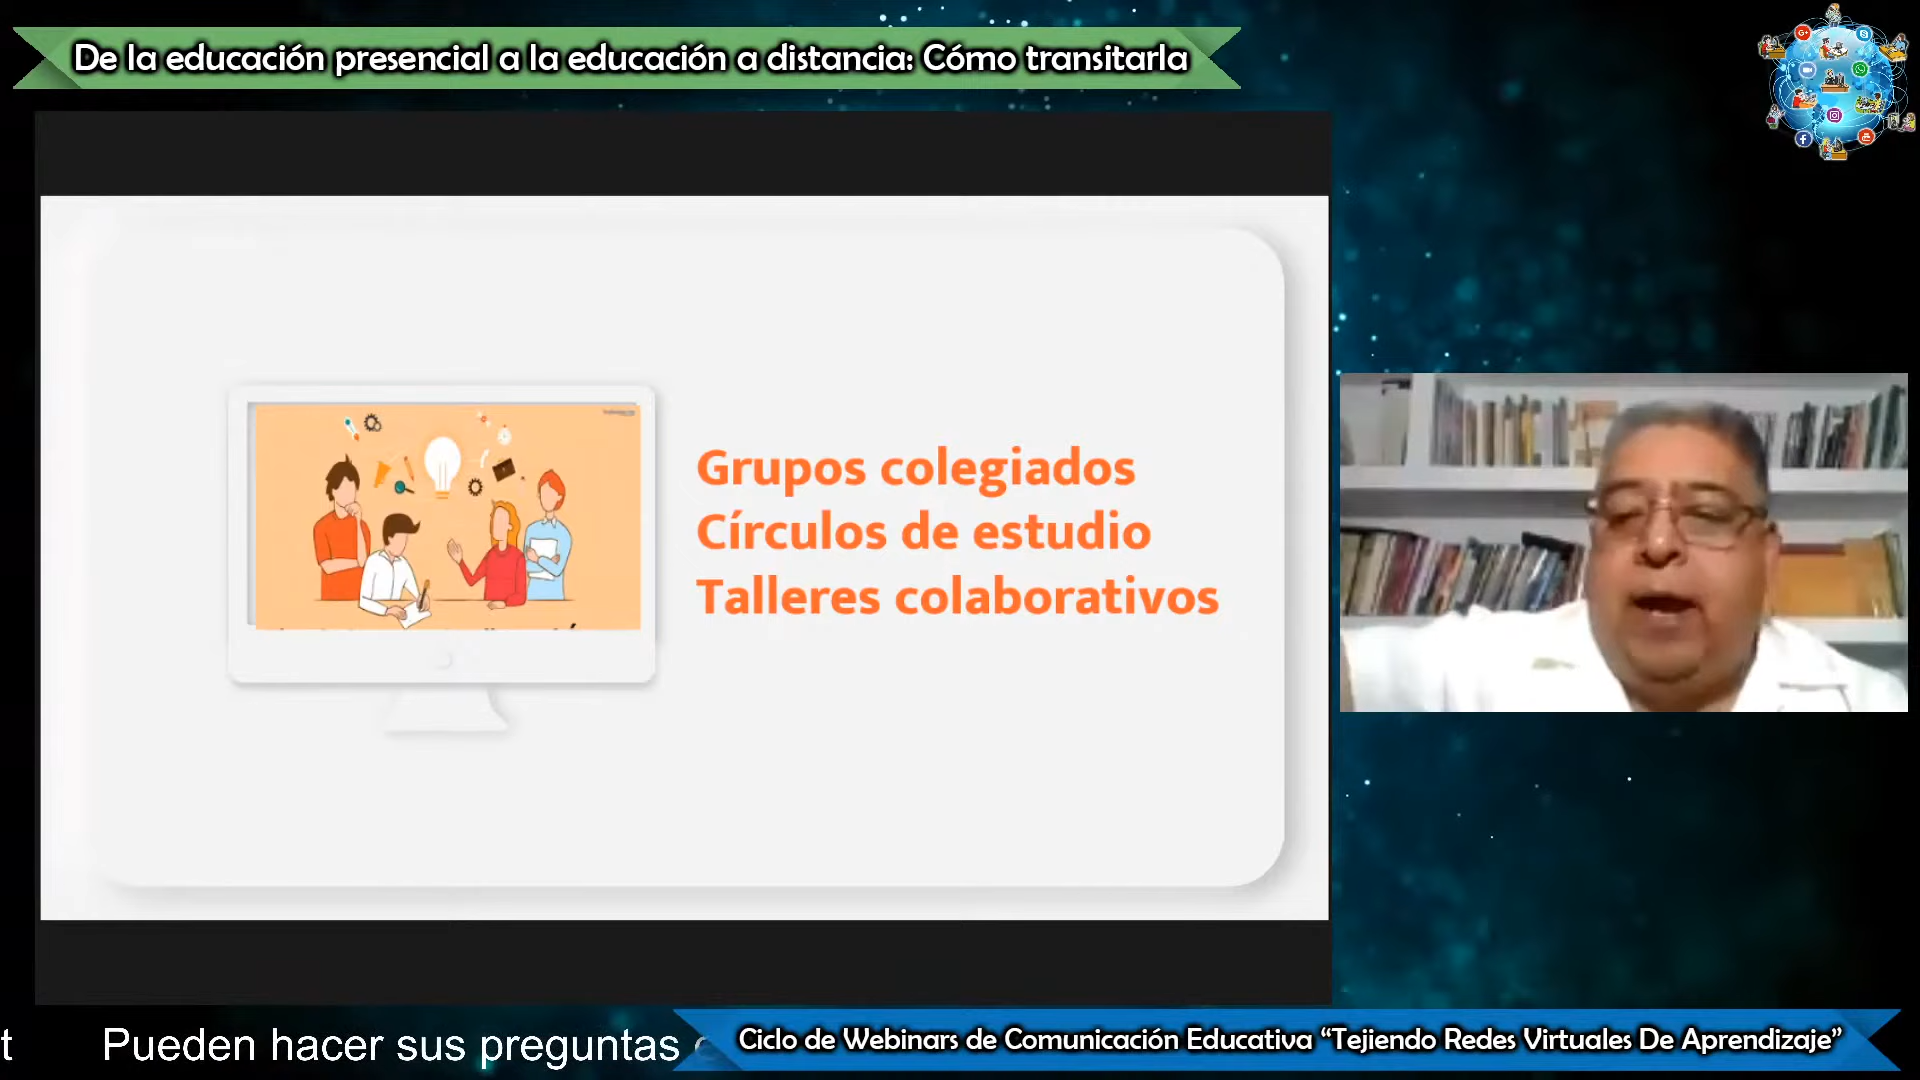 De la educación presencial a la educación a distancia: Cómo transitarla
Grupos colegiados
Círculos de estudio
Talleres colaborativos
t Pueden hacer sus preguntas
Ciclo de Webinars de Comunicación Educativa “Tejiendo Redes Virtuales De Aprendizaje”